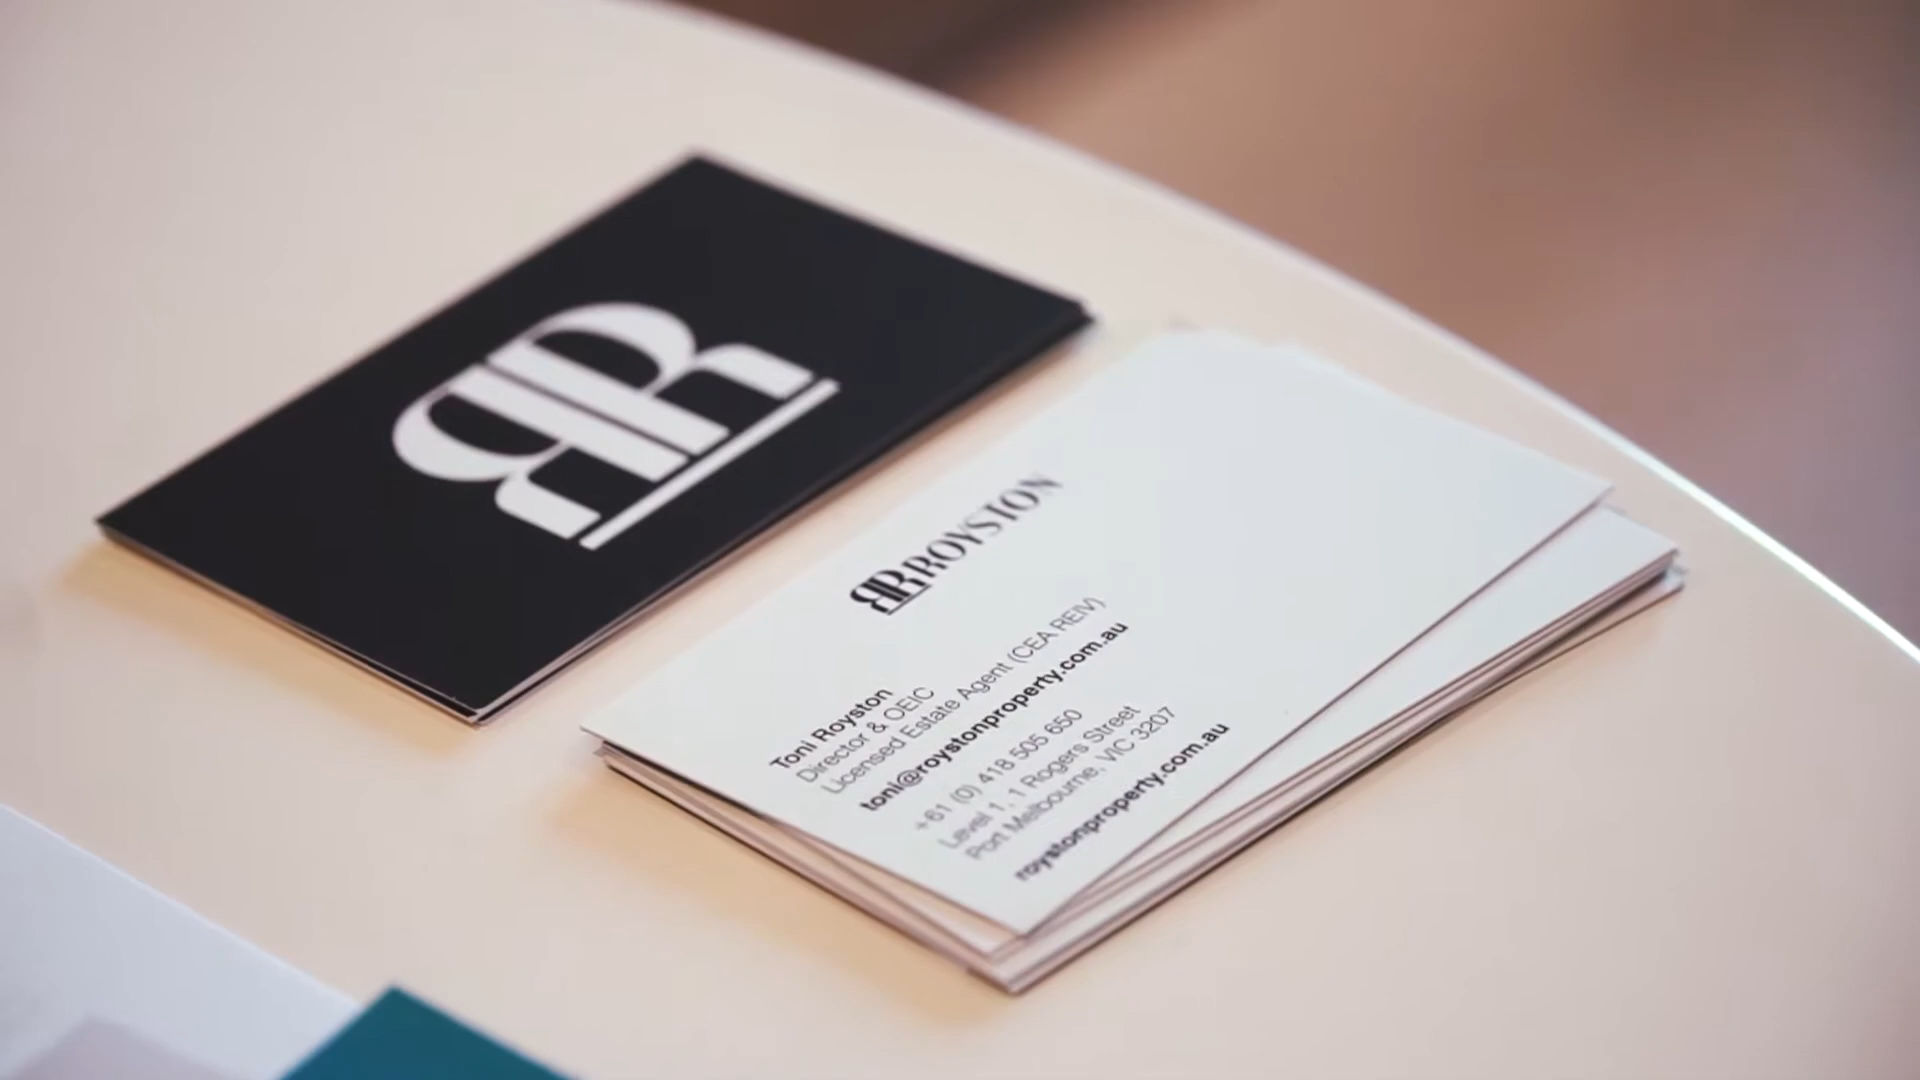 ROYSTON
Toni Royston
Director & OEIC
Licensed Estate Agent (CEA REIV)
toni@roystonproperty.com.au
+61 (0) 418 505 650
Level 1, 1 Rogers Street
Port Melbourne, VIC 3207
roystonproperty.com.au